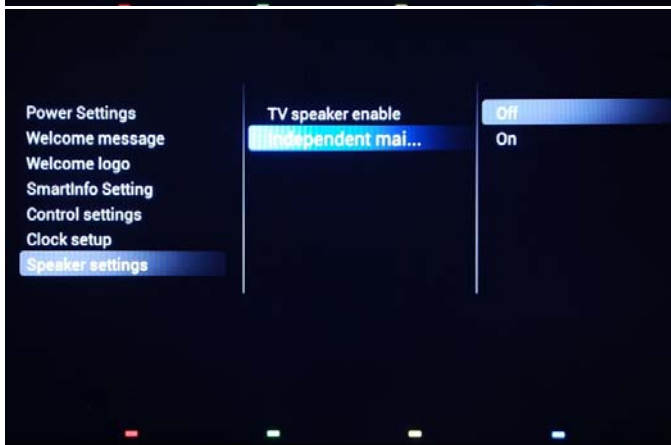 Power Settings
Welcome message
Welcome logo
SmartInfo Setting
Control settings
Clock setup
Speaker settings
TV speaker enable
Independent mai...
Off
On